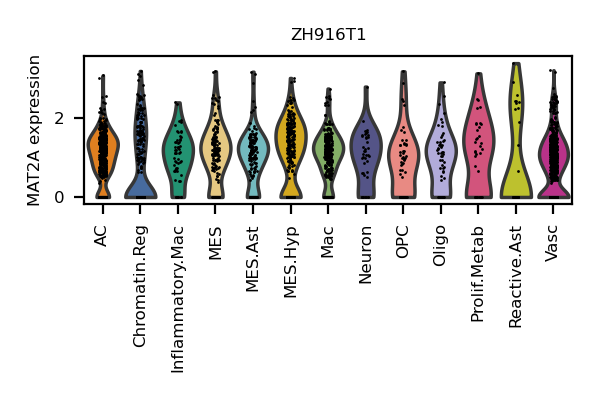 ZH916T1
MAT2A expression
2
0
AC
Chromatin.Reg
Inflammatory.Mac
MES
MES.Ast
MES.Hyp
Mac
Neuron
OPC
Oligo
Prolif.Metab
Reactive.Ast
Vasc